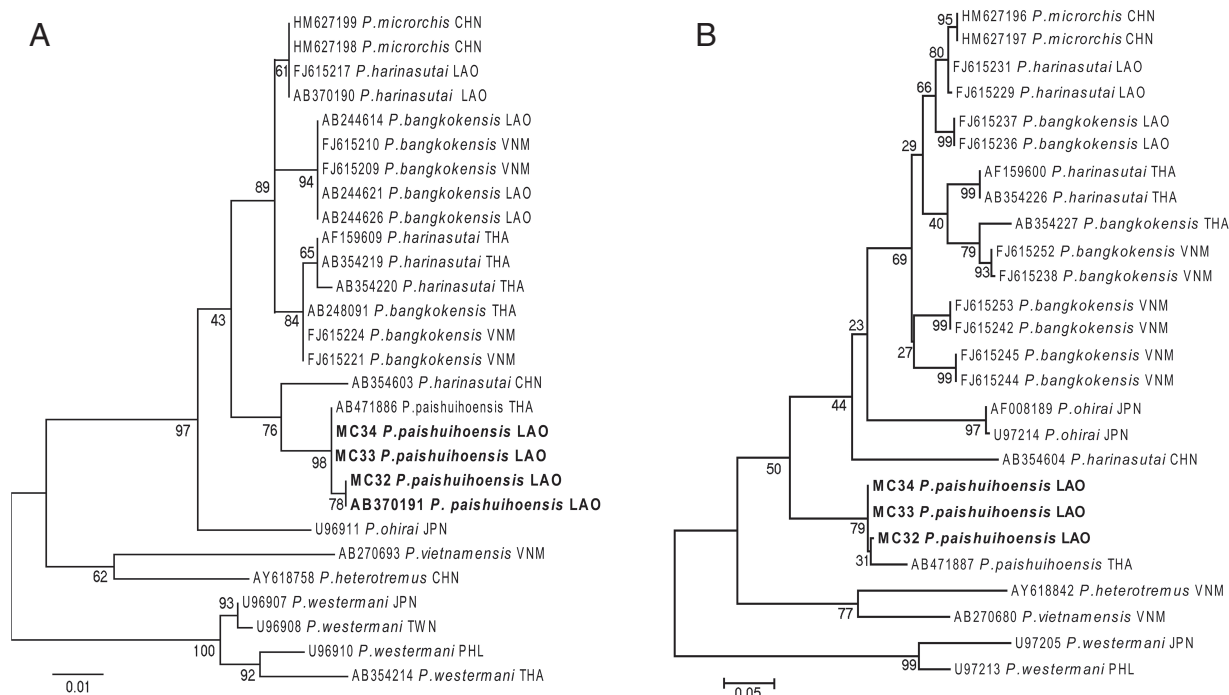 A
HM627199 P.microrchis CHN
HM627198 P.microrchis CHN
61
FJ615217 P.harinasutai LAO
AB370190 P.harinasutai LAO
AB244614 P.bangkokensis LAO
FJ615210 P.bangkokensis VNM
FJ615209 P.bangkokensis VNM
94
89
AB244621 P.bangkokensis LAO
AB244626 P.bangkokensis LAO
AF159609 P.harinasutai THA
65
AB354219 P.harinasutai THA
AB354220 P.harinasutai THA
AB248091 P.bangkokensis THA
84
43
FJ615224 P.bangkokensis VNM
FJ615221 P.bangkokensis VNM
AB354603 P.harinasutai CHN
AB471886 P.paishuihoensis THA
76
97
MC34 P.paishuihoensis LAO
MC33 P.paishuihoensis LAO
98
MC32 P.paishuihoensis LAO
78
AB370191 P. paishuihoensis LAO
U96911 P.ohirai JPN
AB270693 P.vietnamensis VNM
62
AY618758 P.heterotremus CHN
93
U96907 P.westermani JPN
U96908 P.westermani TWN
100
U96910 P.westermani PHL
92
AB354214 P.westermani THA
0.01
B
95
HM627196 P.microrchis CHN
HM627197 P.microrchis CHN
80
FJ615231 P.harinasutai LAO
66
FJ615229 P.harinasutai LAO
FJ615237 P.bangkokensis LAO
99
FJ615236 P.bangkokensis LAO
29
AF159600 P.harinasutai THA
99
AB354226 P.harinasutai THA
40
AB354227 P.bangkokensis THA
79
FJ615252 P.bangkokensis VNM
69
93
FJ615238 P.bangkokensis VNM
FJ615253 P.bangkokensis VNM
99
FJ615242 P.bangkokensis VNM
23
27
FJ615245 P.bangkokensis VNM
99
FJ615244 P.bangkokensis VNM
44
AF008189 P.ohirai JPN
97
U97214 P.ohirai JPN
AB354604 P.harinasutai CHN
50
MC34 P.paishuihoensis LAO
MC33 P.paishuihoensis LAO
79
MC32 P.paishuihoensis LAO
31
AB471887 P.paishuihoensis THA
AY618842 P.heterotremus VNM
77
AB270680 P.vietnamensis VNM
U97205 P.westermani JPN
99
U97213 P.westermani PHL
0.05